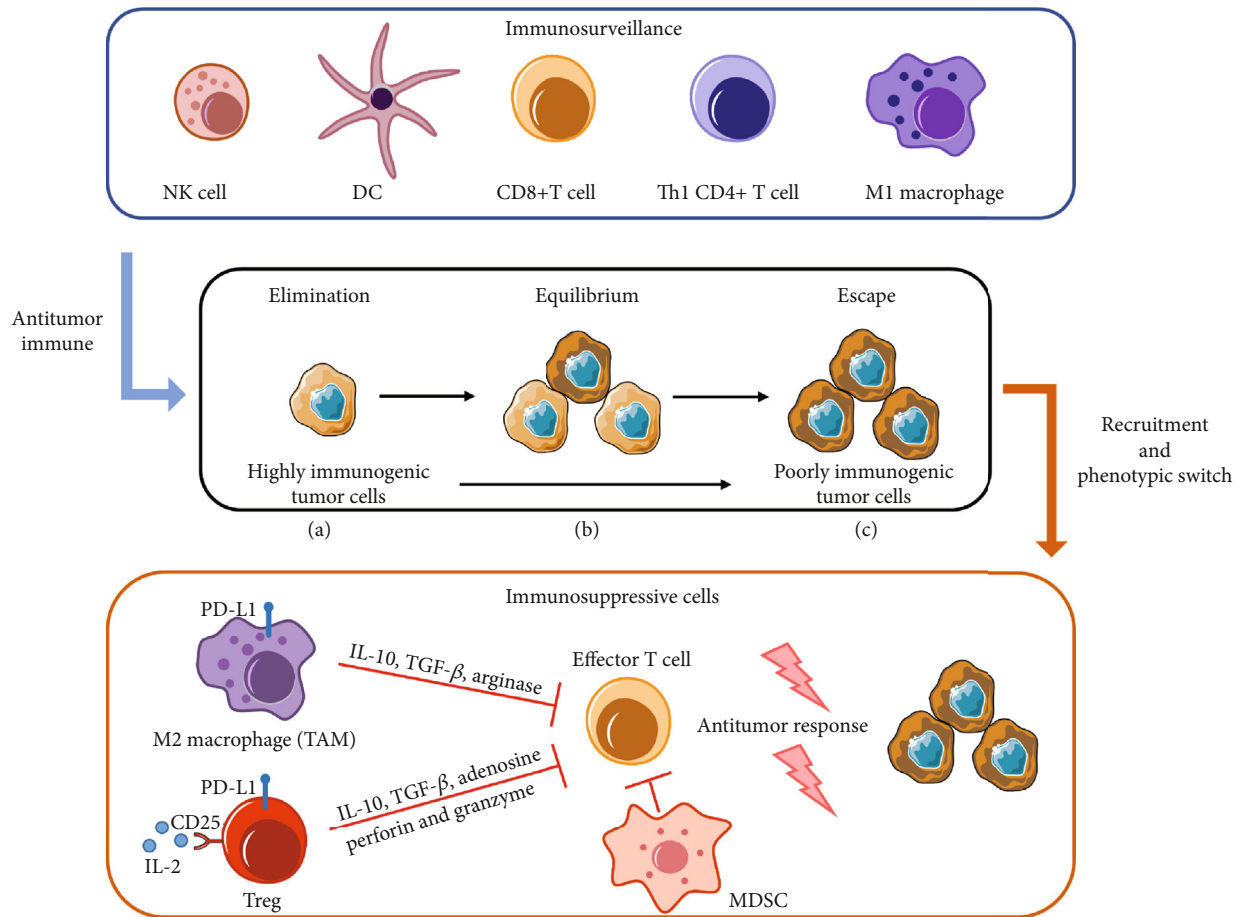 Immunosurveillance
NK cell
DC
CD8+T cell
Th1 CD4+ T cell
M1 macrophage
Antitumor
immune
Elimination
Equilibrium
Escape
Highly immunogenic
tumor cells
Poorly immunogenic
tumor cells
(a)
(b)
(c)
Recruitment
and
phenotypic switch
Immunosuppressive cells
PD-L1
IL-10, TGF-β, arginase
M2 macrophage (TAM)
Effector T cell
Antitumor response
PD-L1
CD25
IL-2
Treg
IL-10, TGF-β, adenosine
perforin and granzyme
MDSC